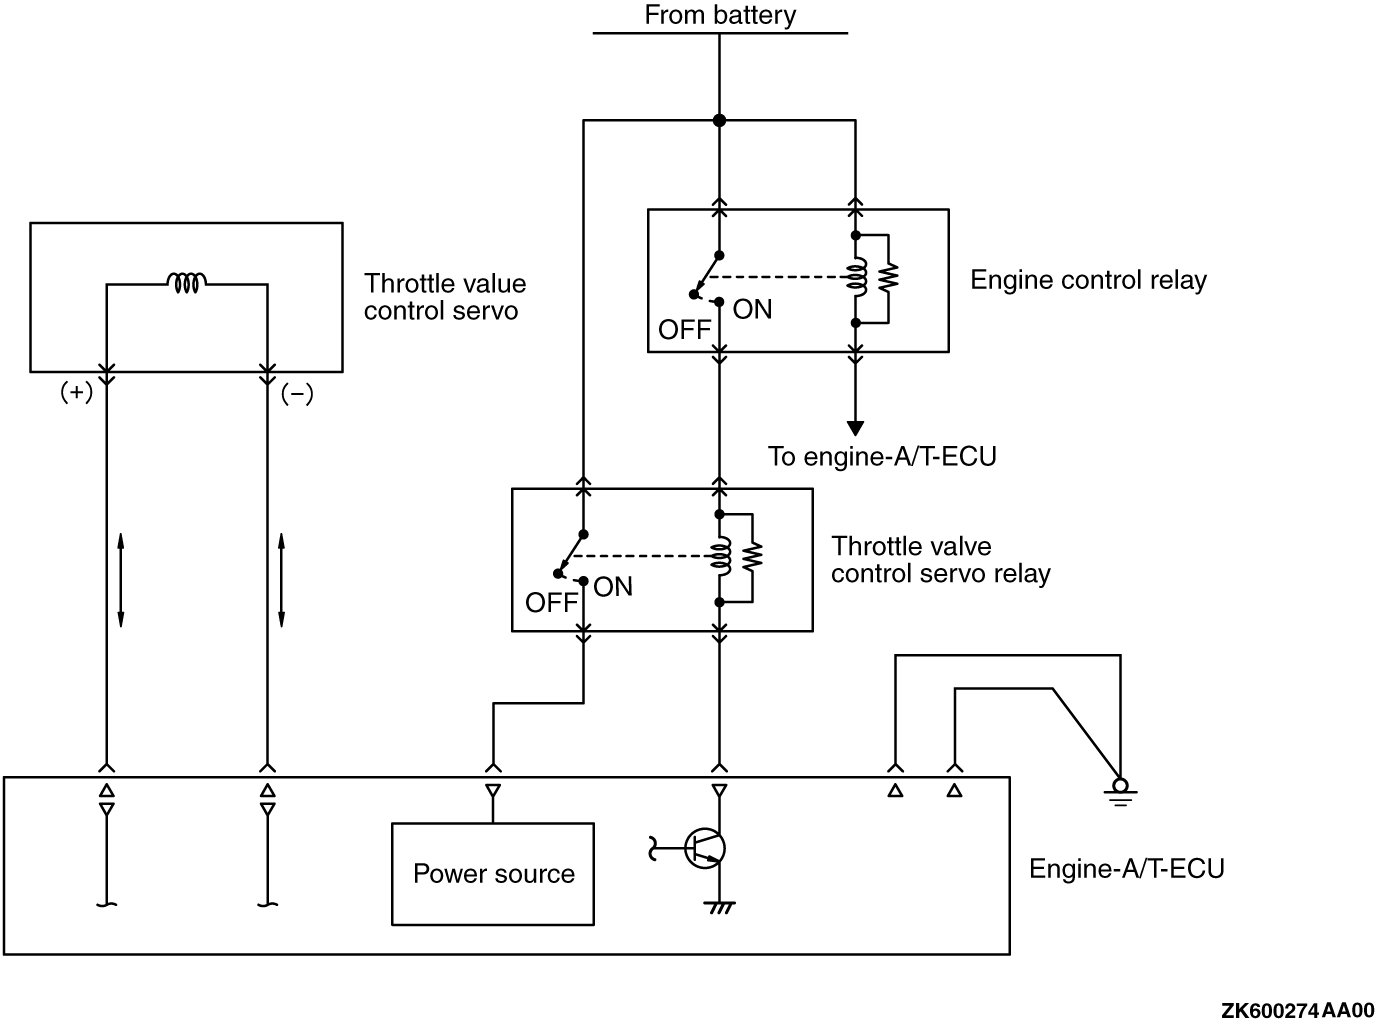 From battery
Throttle value
control servo
(+)
(−)
Engine control relay
OFF
ON
To engine-A/T-ECU
Throttle valve
control servo relay
OFF
ON
Power source
Engine-A/T-ECU
ZK600274AA00